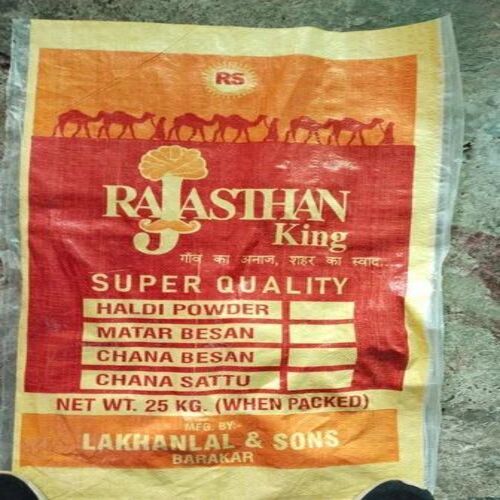 RS
RAJASTHAN
King
गाँव का अनाज, शहर का स्वाद...
SUPER QUALITY
HALDI POWDER
MATAR BESAN
CHANA BESAN
CHANA SATTU
NET WT. 25 KG. (WHEN PACKED)
MFG. BY:
LAKHANLAL & SONS
BARAKAR